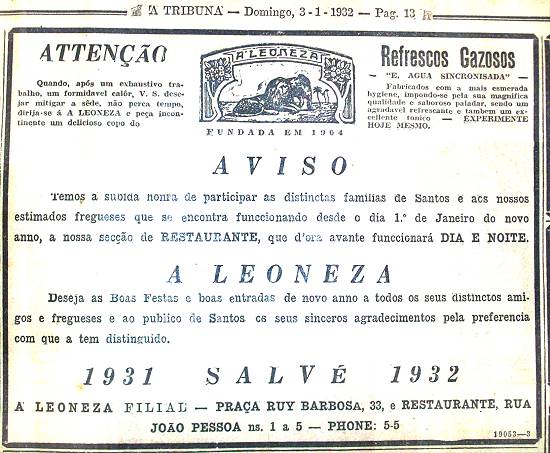 A TRIBUNA — Domingo, 3-1-1932 — Pag. 13
ATTENÇÃO
Quando, após um exhaustivo tra-
balho, um formidavel calôr, V. S. dese-
jar mitigar a sêde, não perca tempo,
dirija-se á A LEONEZA e peça incon-
tinente um delicioso copo do
A LEONEZA
FUNDADA EM 1904
Refrescos Gazosos
— "E, AGUA SINCRONISADA" —
Fabricados com a mais esmerada
hygiene, impondo-se pela sua magnifica
qualidade e saboroso paladar, sendo um
agradavel refrescante e tambem um ex-
cellente tonico — EXPERIMENTE
HOJE MESMO.
AVISO
Temos a subida honra de participar as distinctas familias de Santos e aos nossos
estimados fregueses que se encontra funccionando desde o dia 1.º de Janeiro do novo
anno, a nossa secção de RESTAURANTE, que d'ora avante funccionará DIA E NOITE.
A LEONEZA
Deseja as Boas Festas e boas entradas de novo anno a todos os seus distinctos ami-
gos e fregueses e ao publico de Santos os seus sinceros agradecimentos pela preferencia
com que a tem distinguido.
1931 SALVÉ 1932
A' LEONEZA FILIAL — PRAÇA RUY BARBOSA, 33, e RESTAURANTE, RUA
JOÃO PESSOA ns. 1 a 5 — PHONE: 5-5
19053—3